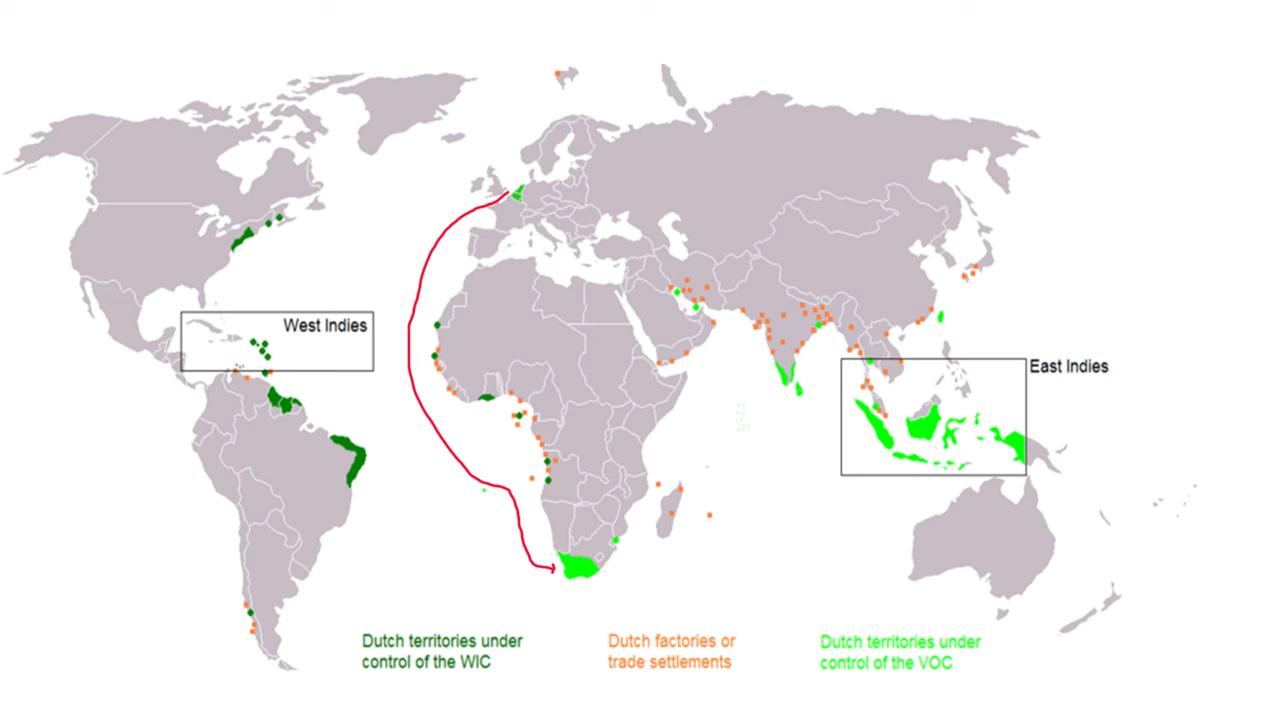 West Indies
East Indies
Dutch territories under
control of the WIC
Dutch factories or
trade settlements
Dutch territories under
control of the VOC